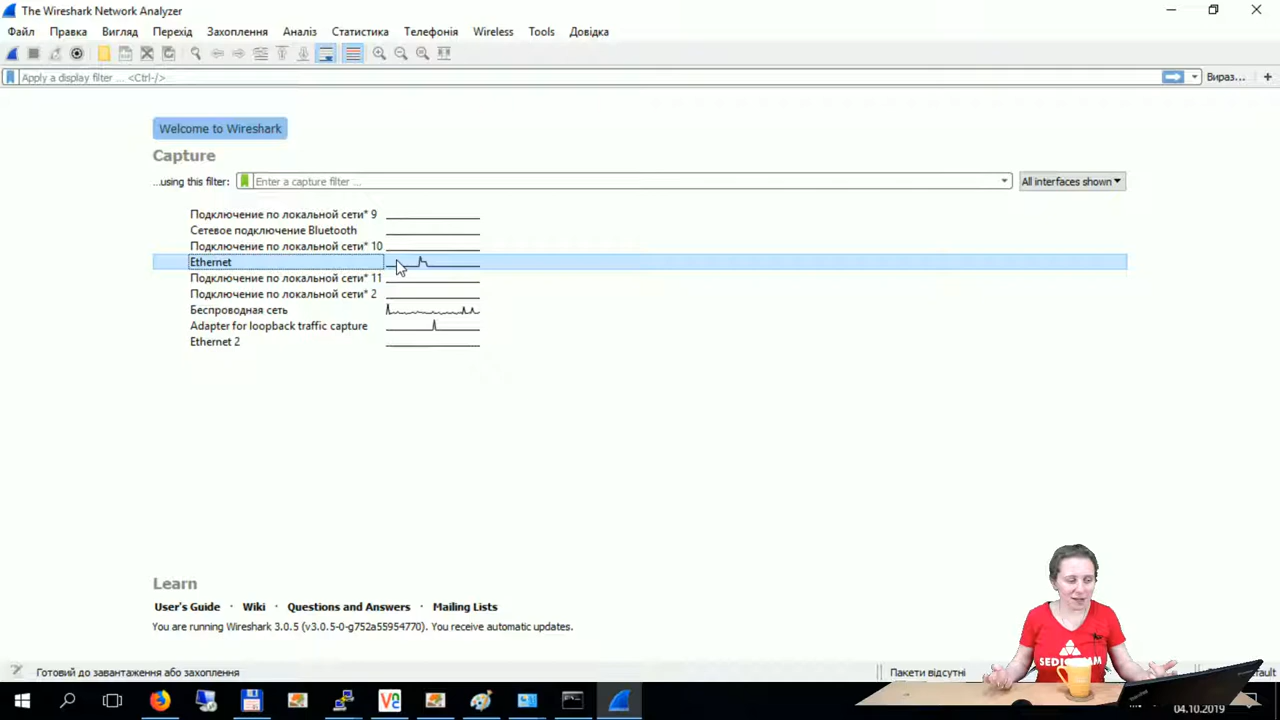 The Wireshark Network Analyzer
Файл Правка Вигляд Перехід Захоплення Аналіз Статистика Телефонія Wireless Tools Довідка
Apply a display filter ... <Ctrl-/> Вираз... +
Welcome to Wireshark
Capture
...using this filter: Enter a capture filter ... All interfaces shown
Подключение по локальной сети* 9
Сетевое подключение Bluetooth
Подключение по локальной сети* 10
Ethernet
Подключение по локальной сети* 11
Подключение по локальной сети* 2
Беспроводная сеть
Adapter for loopback traffic capture
Ethernet 2
Learn
User's Guide · Wiki · Questions and Answers · Mailing Lists
You are running Wireshark 3.0.5 (v3.0.5-0-g752a55954770). You receive automatic updates.
Готовий до завантаження або захоплення Пакети відсутні
04.10.2019